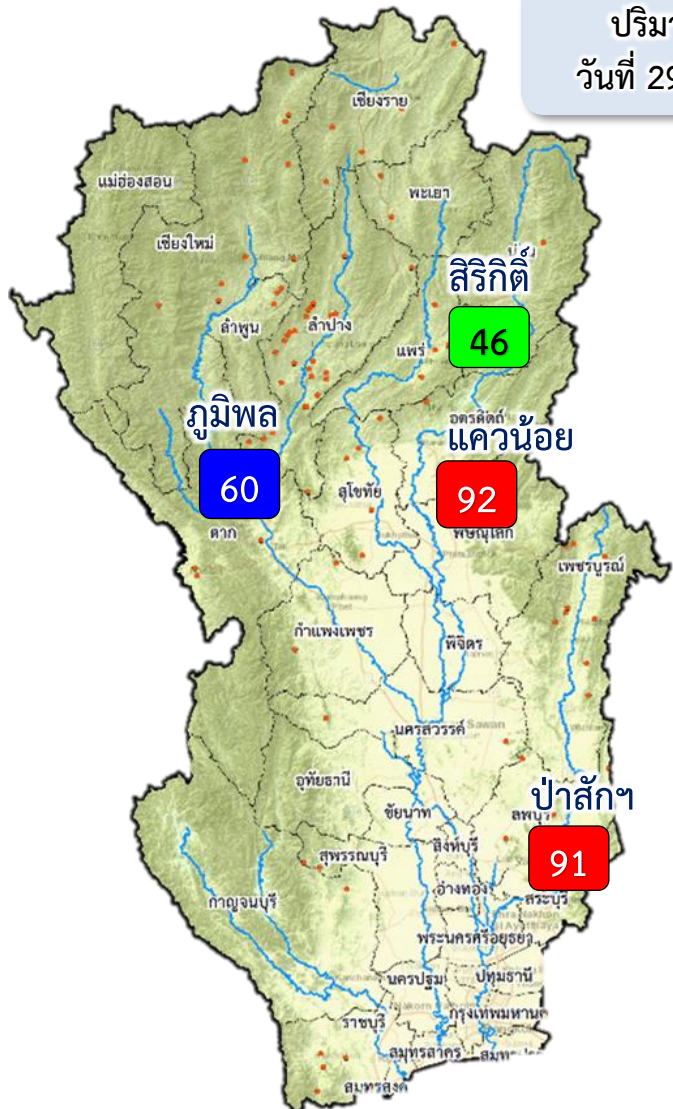 ปริมา
วันที่ 29
เชียงราย
แม่ฮ่องสอน
พะเยา
เชียงใหม่
สิริกิติ์
46
ลำพูน
ลำปาง
แพร่
ภูมิพล
60
อุตรดิตถ์
แควน้อย
92
สุโขทัย
ตาก
พิษณุโลก
เพชรบูรณ์
กำแพงเพชร
พิจิตร
นครสวรรค์
Sawan
อุทัยธานี
ป่าสักฯ
91
ชัยนาท
ลพบุรี
สิงห์บุรี
สุพรรณบุรี
อ่างทอง
กาญจนบุรี
สระบุรี
พระนครศรีอยุธยา
นครปฐม
ปทุมธานี
ราชบุรี
กรุงเทพมหานค
สมุทรสาคร
สมุทรสงค